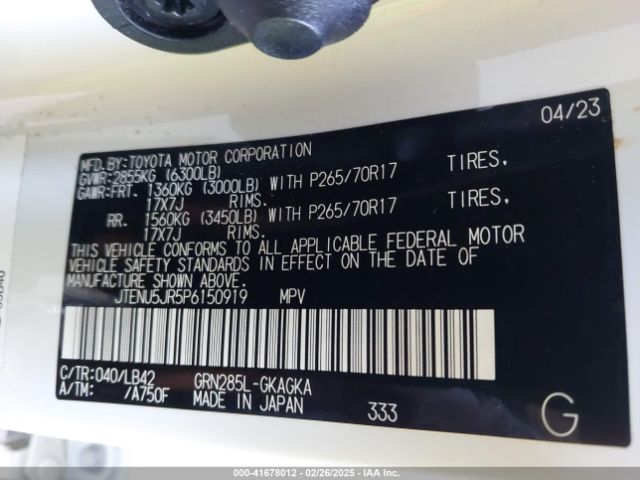 04/23
MFD. BY: TOYOTA MOTOR CORPORATION
GVWR: 2855KG (6300LB)
GAWR: FRT. 1360KG (3000LB) WITH P265/70R17 TIRES,
17X7J RIMS.
RR. 1560KG (3450LB) WITH P265/70R17 TIRES,
17X7J RIMS.
THIS VEHICLE CONFORMS TO ALL APPLICABLE FEDERAL MOTOR
VEHICLE SAFETY STANDARDS IN EFFECT ON THE DATE OF
MANUFACTURE SHOWN ABOVE.
JTENU5JR5P6150919 MPV
C/TR: 040/LB42 GRN285L-GKAGKA
A/TM: /A750F MADE IN JAPAN 333 G
000-41678012 | 02/26/2025 | IAA Inc.